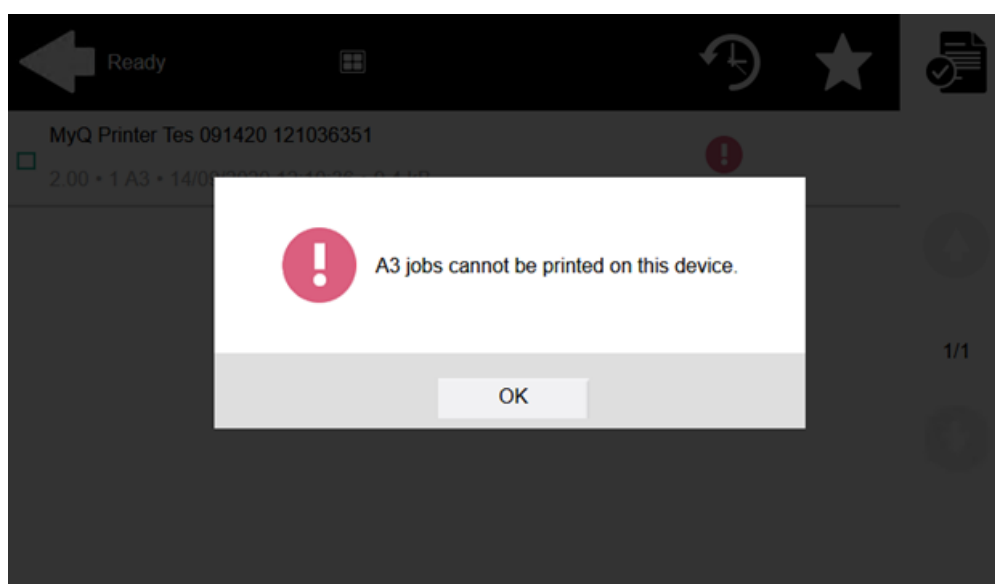 Ready
MyQ Printer Tes 091420 121036351
2.00 • 1 A3 • 14/0
A3 jobs cannot be printed on this device.
1/1
OK